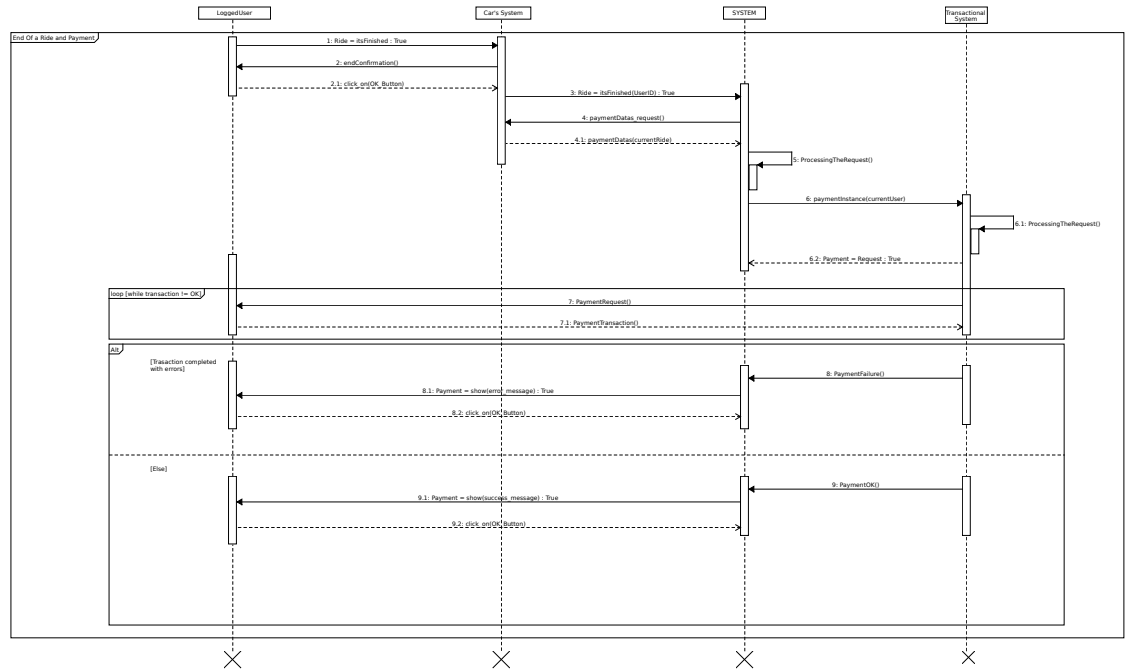 LoggedUser
Car's System
SYSTEM
Transactional
System
End Of a Ride and Payment
1: Ride = itsFinished : True
2: endConfirmation()
2.1: click_on(OK_Button)
3: Ride = itsFinished(UserID) : True
4: paymentDatas_request()
4.1: paymentDatas(currentRide)
5: ProcessingTheRequest()
6: paymentInstance(currentUser)
6.1: ProcessingTheRequest()
6.2: Payment = Request : True
loop [while transaction != OK]
7: PaymentRequest()
7.1: PaymentTransaction()
Alt
[Trasaction completed
with errors]
8: PaymentFailure()
8.1: Payment = show(error_message) : True
8.2: click_on(OK_Button)
[Else]
9: PaymentOK()
9.1: Payment = show(success_message) : True
9.2: click_on(OK_Button)